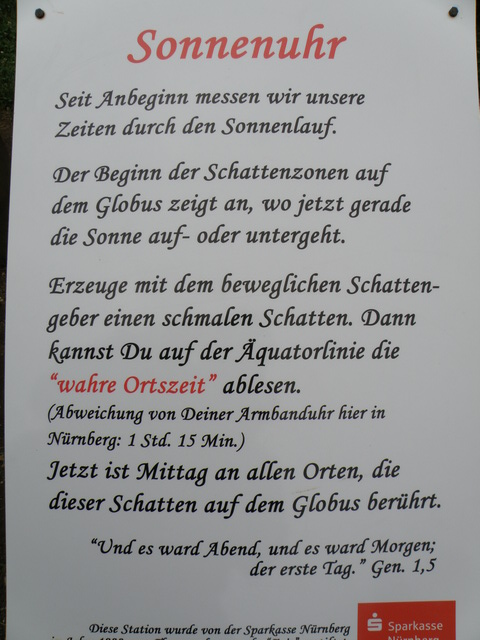 Sonnenuhr
Seit Anbeginn messen wir unsere
Zeiten durch den Sonnenlauf.
Der Beginn der Schattenzonen auf
dem Globus zeigt an, wo jetzt gerade
die Sonne auf- oder untergeht.
Erzeuge mit dem beweglichen Schatten-
geber einen schmalen Schatten. Dann
kannst Du auf der Äquatorlinie die
“wahre Ortszeit” ablesen.
(Abweichung von Deiner Armbanduhr hier in
Nürnberg: 1 Std. 15 Min.)
Jetzt ist Mittag an allen Orten, die
dieser Schatten auf dem Globus berührt.
“Und es ward Abend, und es ward Morgen;
der erste Tag.” Gen. 1,5
Diese Station wurde von der Sparkasse Nürnberg
Sparkasse
Nürnberg